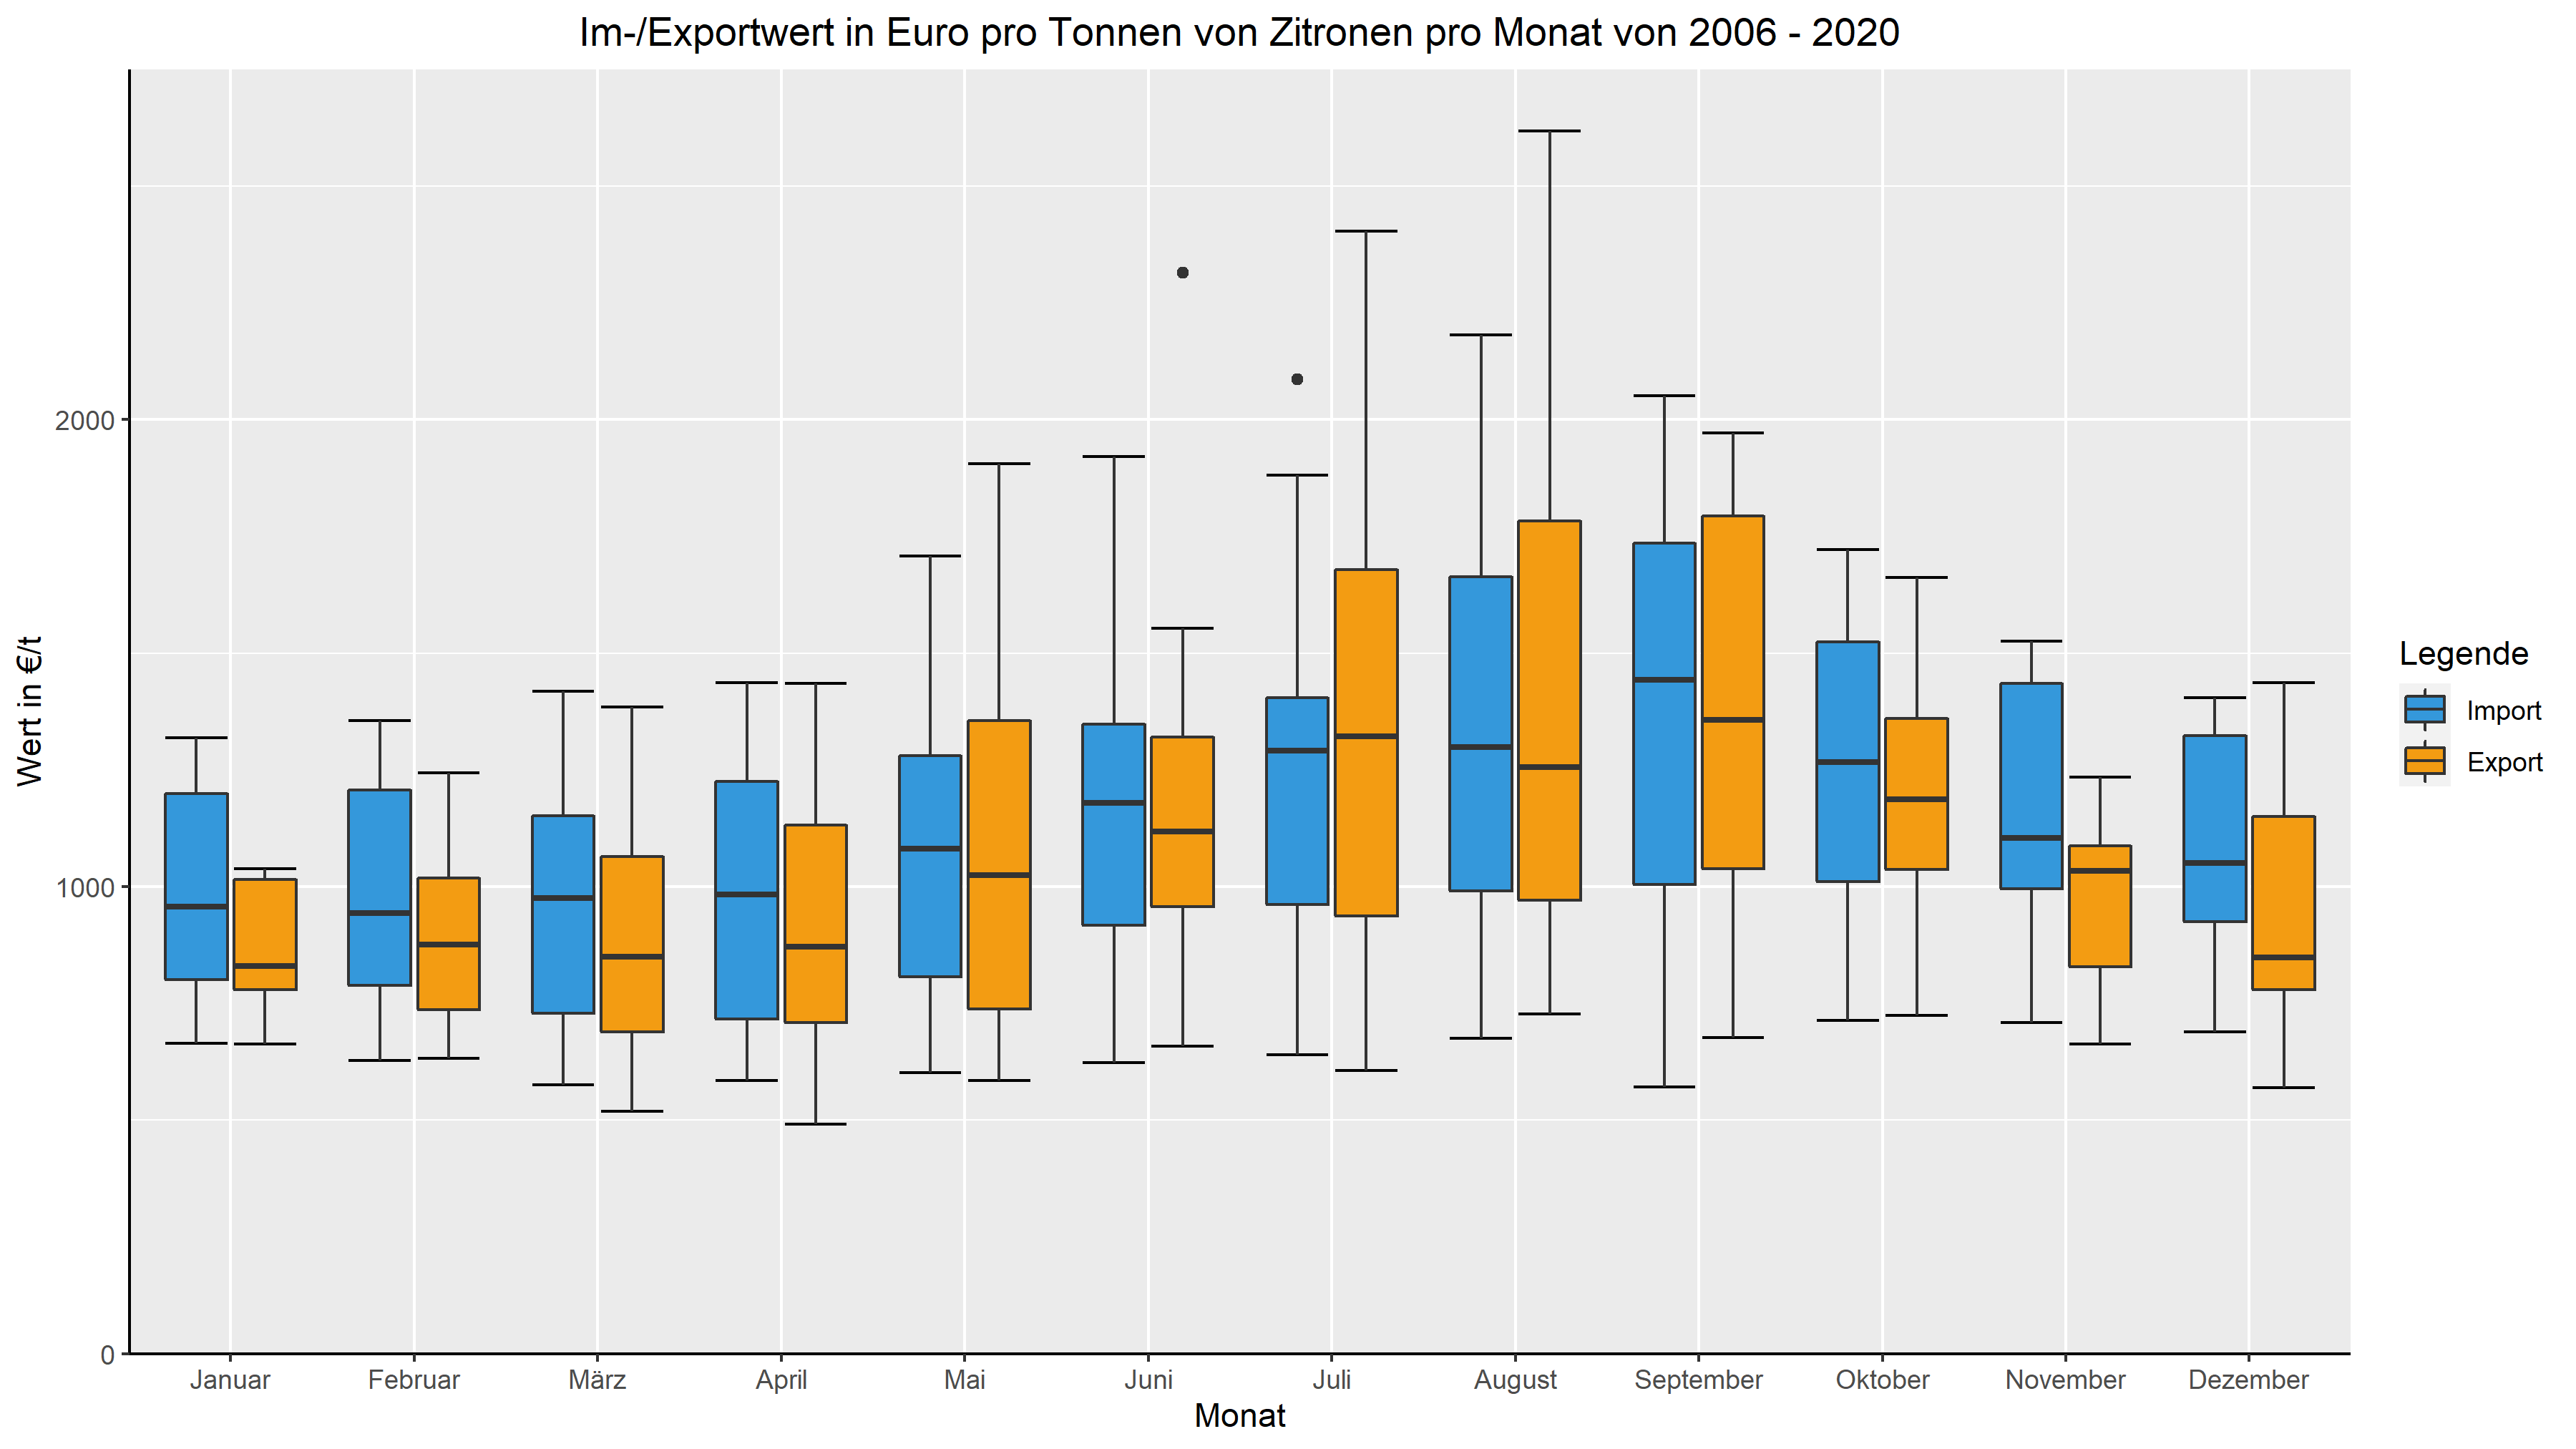 Im-/Exportwert in Euro pro Tonnen von Zitronen pro Monat von 2006 - 2020
Wert in €/t
2000
1000
0
Januar Februar März April Mai Juni Juli August September Oktober November Dezember
Monat
Legende
Import
Export